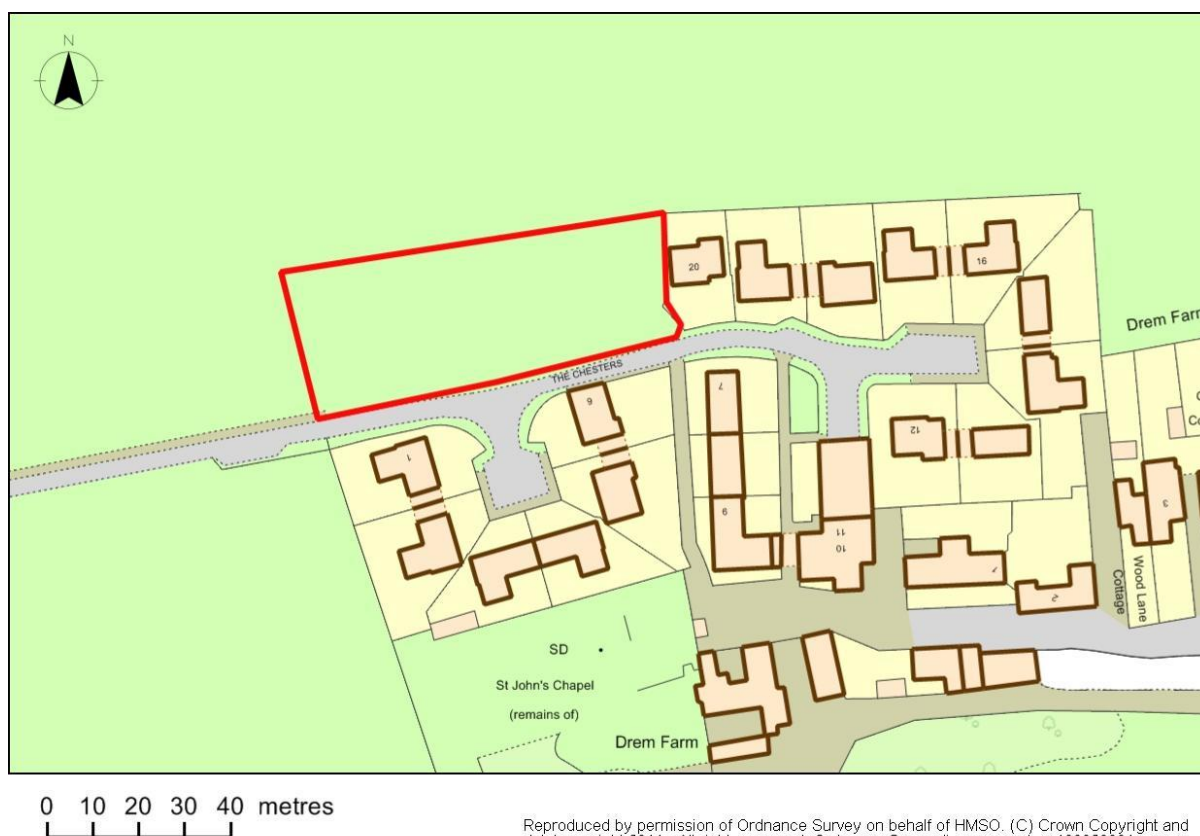 N
20
16
Drem Farm
THE CHESTERS
7
6
1
12
9
11
10
3
1
2
Wood Lane
Cottage
SD
St John's Chapel
(remains of)
Drem Farm
0 10 20 30 40 metres
Reproduced by permission of Ordnance Survey on behalf of HMSO. (C) Crown Copyright and